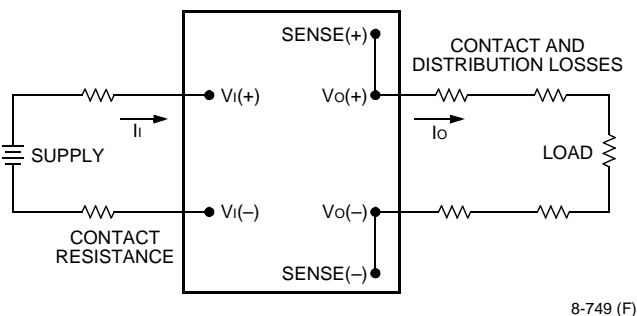 SENSE(+)
CONTACT AND
DISTRIBUTION LOSSES
VI(+)
VO(+)
II
IO
SUPPLY
LOAD
VI(–)
VO(–)
CONTACT
RESISTANCE
SENSE(–)
8-749 (F)